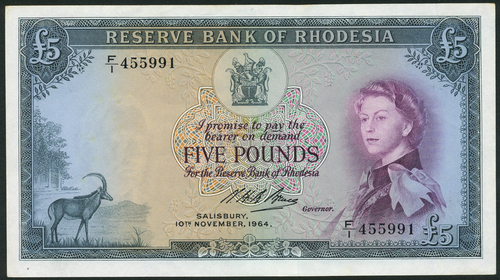 £5 RESERVE BANK OF RHODESIA £5
F/1 455991
I promise to pay the
bearer on demand
FIVE POUNDS
For the Reserve Bank of Rhodesia
Governor.
SALISBURY,
10TH NOVEMBER, 1964.
F/1 455991
£5